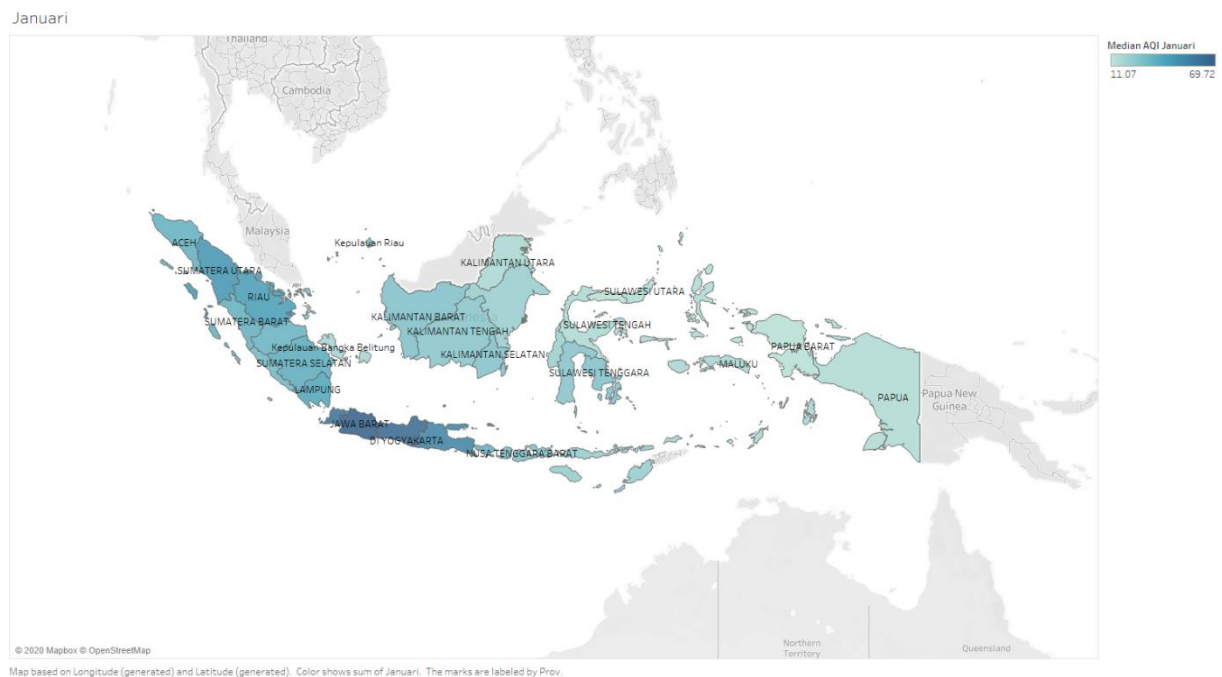 Januari
Median AQI Januari
11.07 69.72
Thailand
Cambodia
Malaysia
Kepulauan Riau
ACEH
SUMATERA UTARA
RIAU
SUMATERA BARAT
Kepulauan Bangka Belitung
SUMATERA SELATAN
LAMPUNG
JAWA BARAT
DI YOGYAKARTA
NUSA TENGGARA BARAT
KALIMANTAN UTARA
KALIMANTAN BARAT
KALIMANTAN TENGAH
KALIMANTAN SELATAN
SULAWESI UTARA
SULAWESI TENGAH
SULAWESI TENGGARA
MALUKU
PAPUA BARAT
PAPUA
Papua New
Guinea
Northern
Territory
Queensland
© 2020 Mapbox © OpenStreetMap
Map based on Longitude (generated) and Latitude (generated). Color shows sum of Januari. The marks are labeled by Prov.